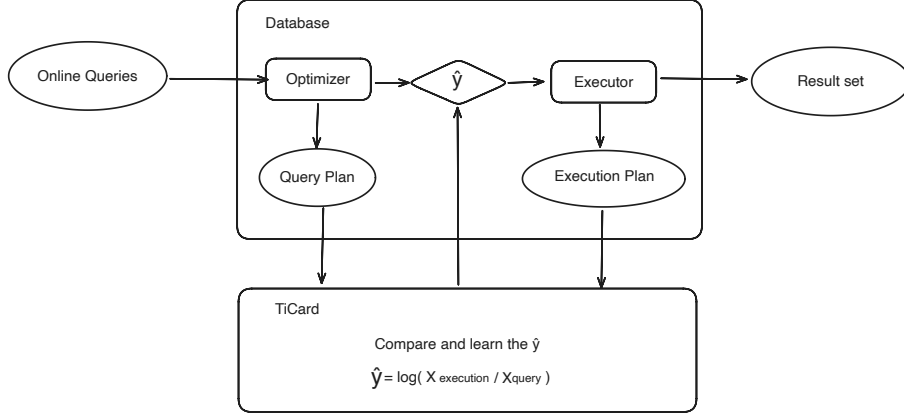 Database
Online Queries
Optimizer
ŷ
Executor
Result set
Query Plan
Execution Plan
TiCard
Compare and learn the ŷ
ŷ = log( X execution / Xquery )